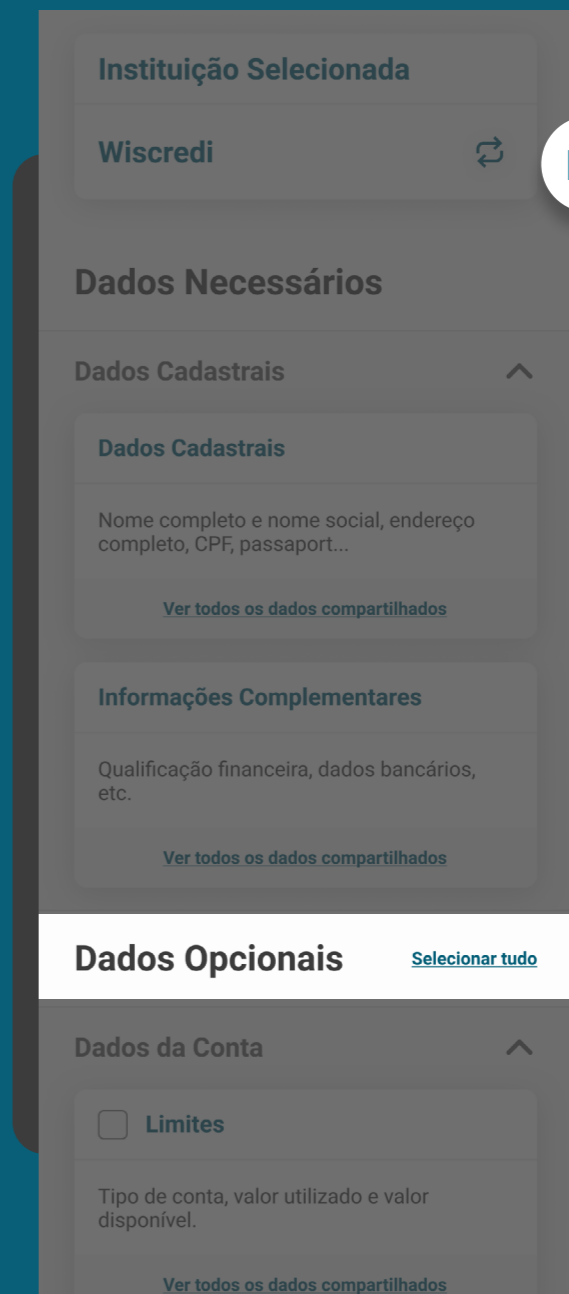 Instituição Selecionada
Wiscredi
Dados Necessários
Dados Cadastrais
Dados Cadastrais
Nome completo e nome social, endereço
completo, CPF, passaport...
Ver todos os dados compartilhados
Informações Complementares
Qualificação financeira, dados bancários,
etc.
Ver todos os dados compartilhados
Dados Opcionais Selecionar tudo
Dados da Conta
Limites
Tipo de conta, valor utilizado e valor
disponível.
Ver todos os dados compartilhados